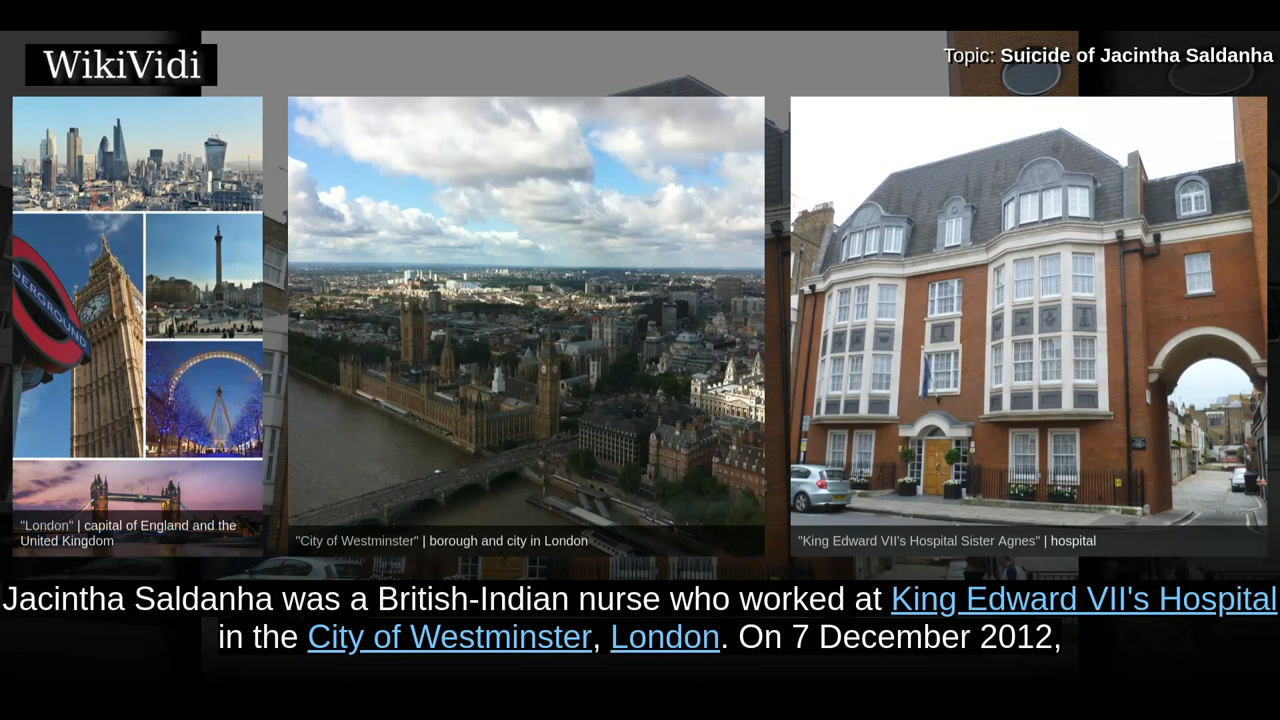 WikiVidi
Topic: Suicide of Jacintha Saldanha
DERGROUND
"London" | capital of England and the
United Kingdom
"City of Westminster" | borough and city in London
"King Edward VII's Hospital Sister Agnes" | hospital
Jacintha Saldanha was a British-Indian nurse who worked at King Edward VII's Hospital
in the City of Westminster, London. On 7 December 2012,